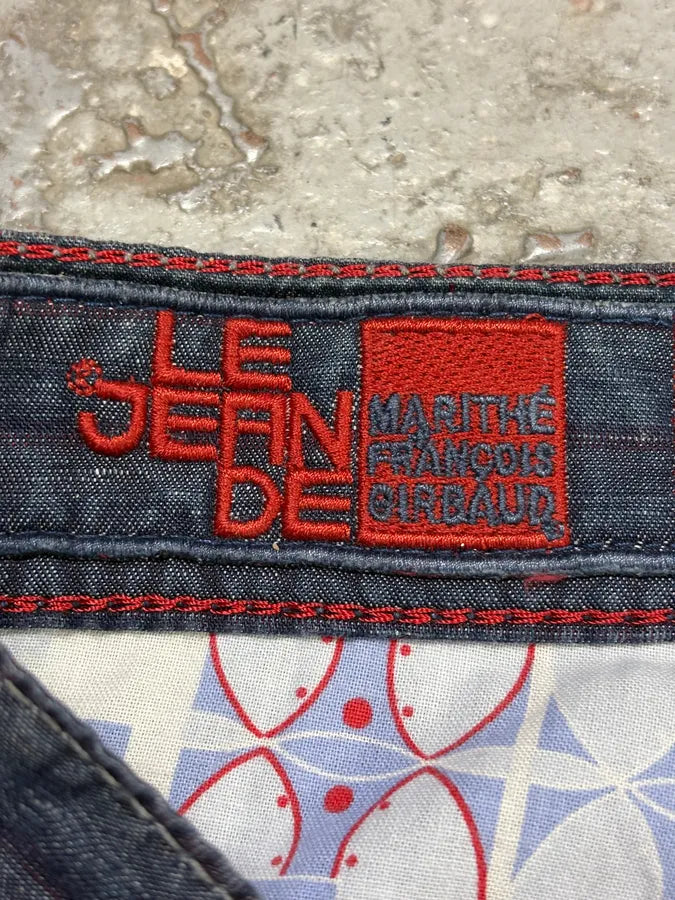 LE
JEAN
DE
MARITHÉ
FRANÇOIS
GIRBAUD